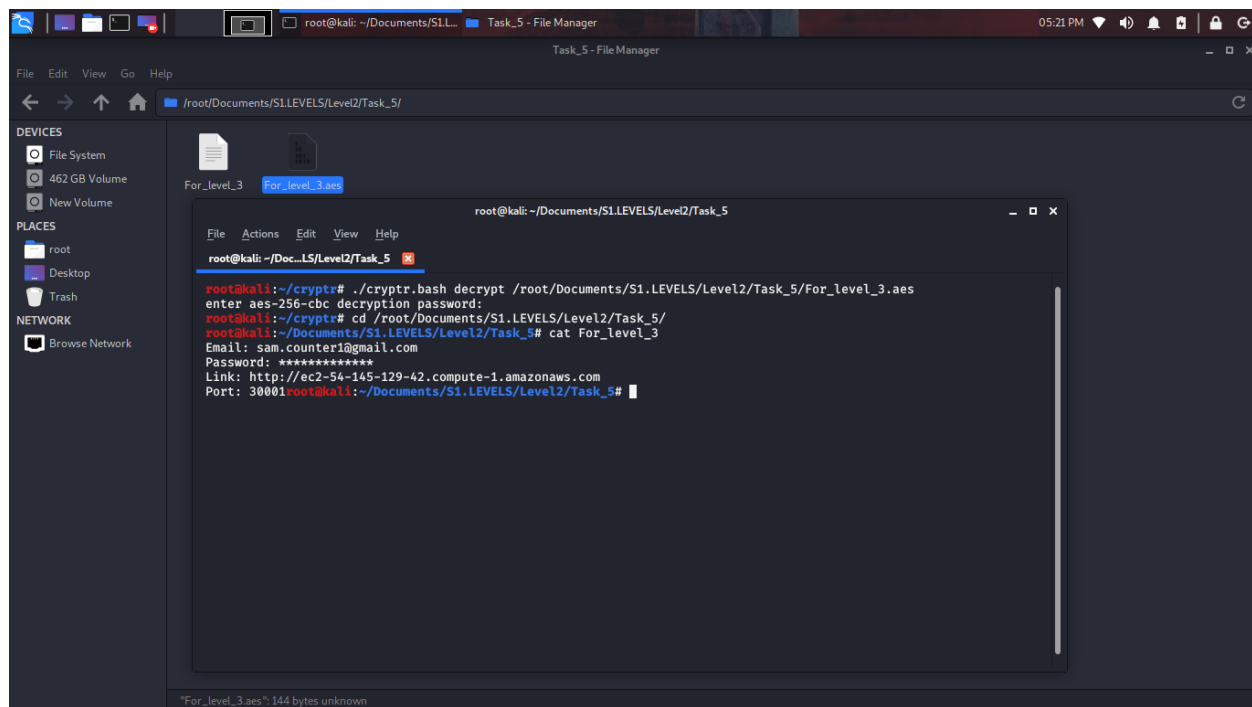 root@kali: ~/Documents/S1.L...
Task_5 - File Manager
05:21 PM
Task_5 - File Manager
File Edit View Go Help
/root/Documents/S1.LEVELS/Level2/Task_5/
DEVICES
File System
462 GB Volume
New Volume
PLACES
root
Desktop
Trash
NETWORK
Browse Network
For_level_3
For_level_3.aes
root@kali: ~/Documents/S1.LEVELS/Level2/Task_5
File Actions Edit View Help
root@kali: ~/Doc...LS/Level2/Task_5
root@kali:~/cryptr# ./cryptr.bash decrypt /root/Documents/S1.LEVELS/Level2/Task_5/For_level_3.aes
enter aes-256-cbc decryption password:
root@kali:~/cryptr# cd /root/Documents/S1.LEVELS/Level2/Task_5/
root@kali:~/Documents/S1.LEVELS/Level2/Task_5# cat For_level_3
Email: sam.counter1@gmail.com
Password: *************
Link: http://ec2-54-145-129-42.compute-1.amazonaws.com
Port: 30001root@kali:~/Documents/S1.LEVELS/Level2/Task_5#
"For_level_3.aes": 144 bytes unknown